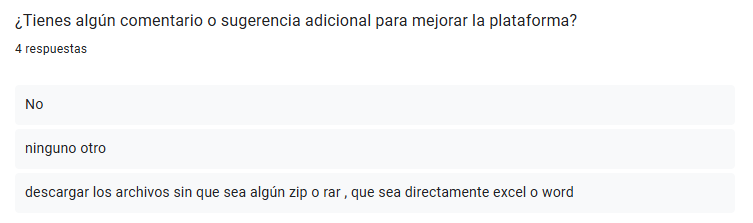 ¿Tienes algún comentario o sugerencia adicional para mejorar la plataforma?
4 respuestas
No
ninguno otro
descargar los archivos sin que sea algún zip o rar , que sea directamente excel o word